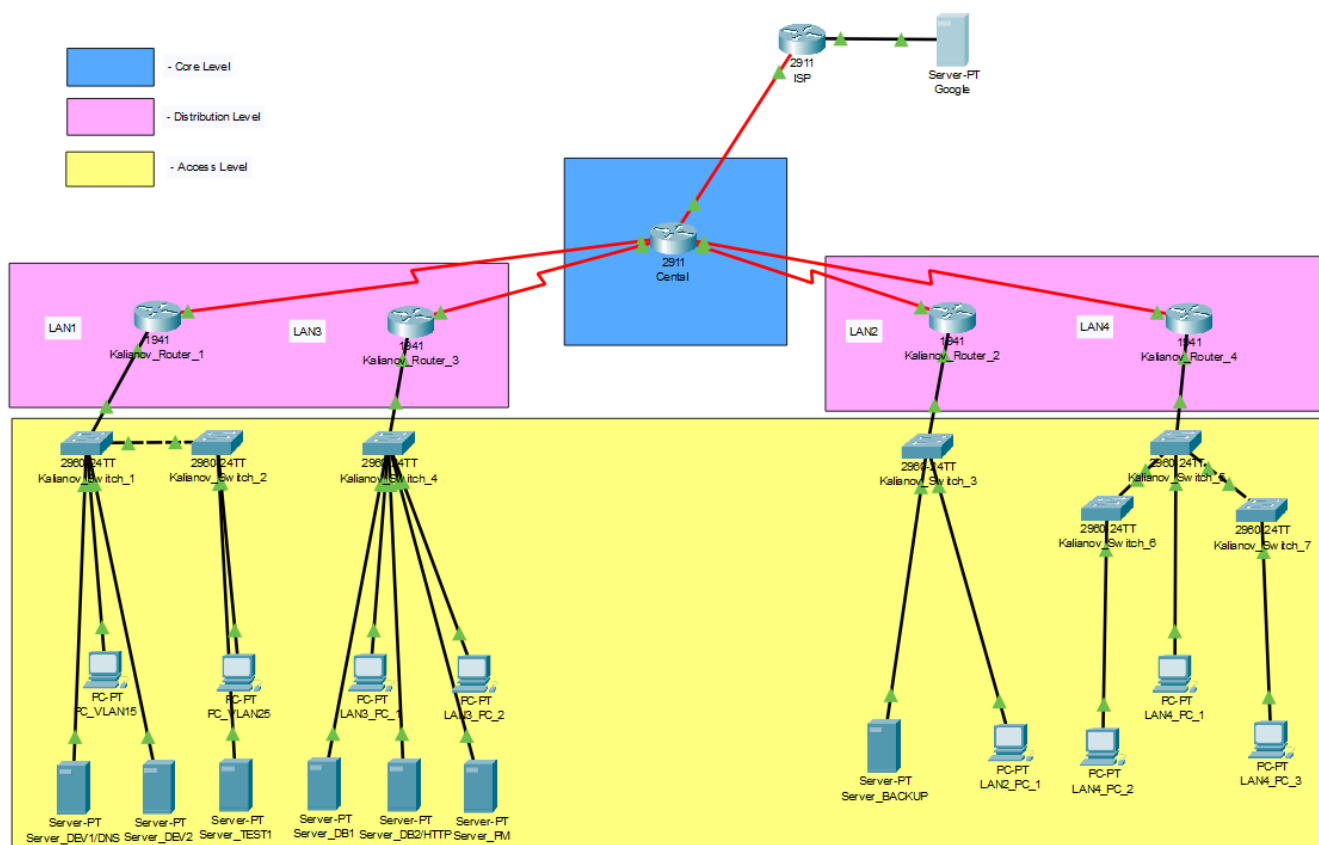 2911
ISP
Server-PT
Google
- Core Level
- Distribution Level
- Access Level
2911
Cental
LAN1
1941
Kalianov_Router_1
LAN3
1941
Kalianov_Router_3
LAN2
1941
Kalianov_Router_2
LAN4
1941
Kalianov_Router_4
2960-24TT
Kalianov_Switch_1
2960-24TT
Kalianov_Switch_2
2960-24TT
Kalianov_Switch_4
2960-24TT
Kalianov_Switch_3
2960-24TT
Kalianov_Switch_5
2960-24TT
Kalianov_Switch_6
2960-24TT
Kalianov_Switch_7
PC-PT
PC_VLAN15
PC-PT
PC_VLAN25
PC-PT
LAN3_PC_1
PC-PT
LAN3_PC_2
PC-PT
LAN4_PC_1
Server-PT
Server_DEV1/DNS
Server-PT
Server_DEV2
Server-PT
Server_TEST1
Server-PT
Server_DB1
Server-PT
Server_DB2/HTTP
Server-PT
Server_PM
Server-PT
Server_BACKUP
PC-PT
LAN2_PC_1
PC-PT
LAN4_PC_2
PC-PT
LAN4_PC_3